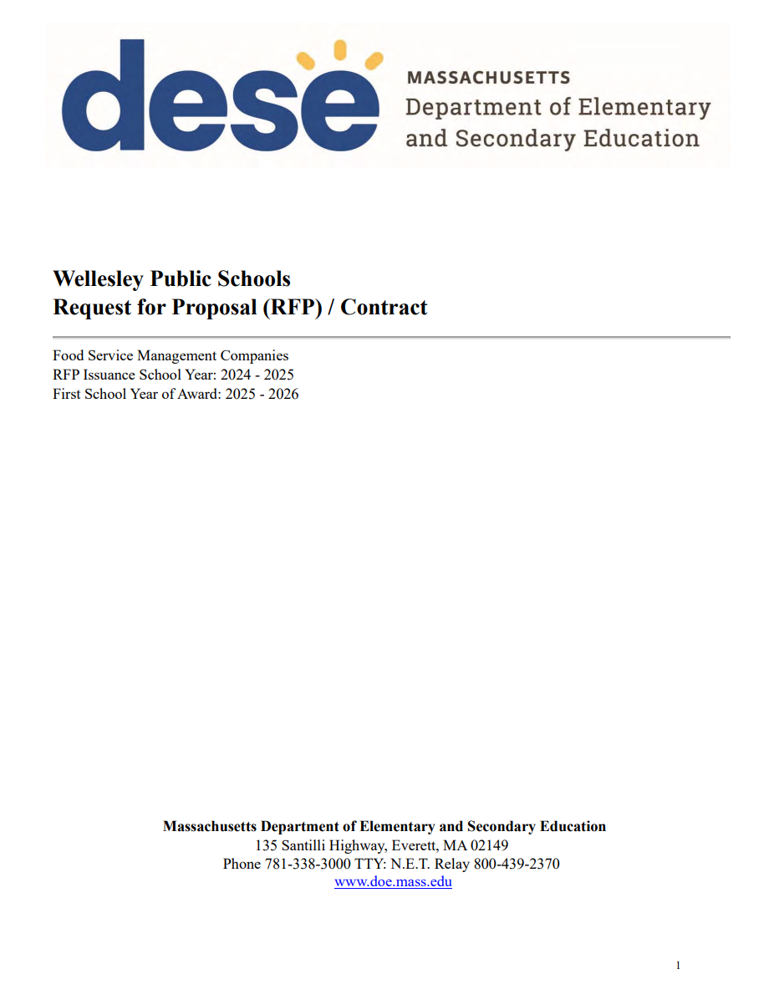 dese
MASSACHUSETTS
Department of Elementary
and Secondary Education
Wellesley Public Schools
Request for Proposal (RFP) / Contract
Food Service Management Companies
RFP Issuance School Year: 2024 - 2025
First School Year of Award: 2025 - 2026
Massachusetts Department of Elementary and Secondary Education
135 Santilli Highway, Everett, MA 02149
Phone 781-338-3000 TTY: N.E.T. Relay 800-439-2370
www.doe.mass.edu
1